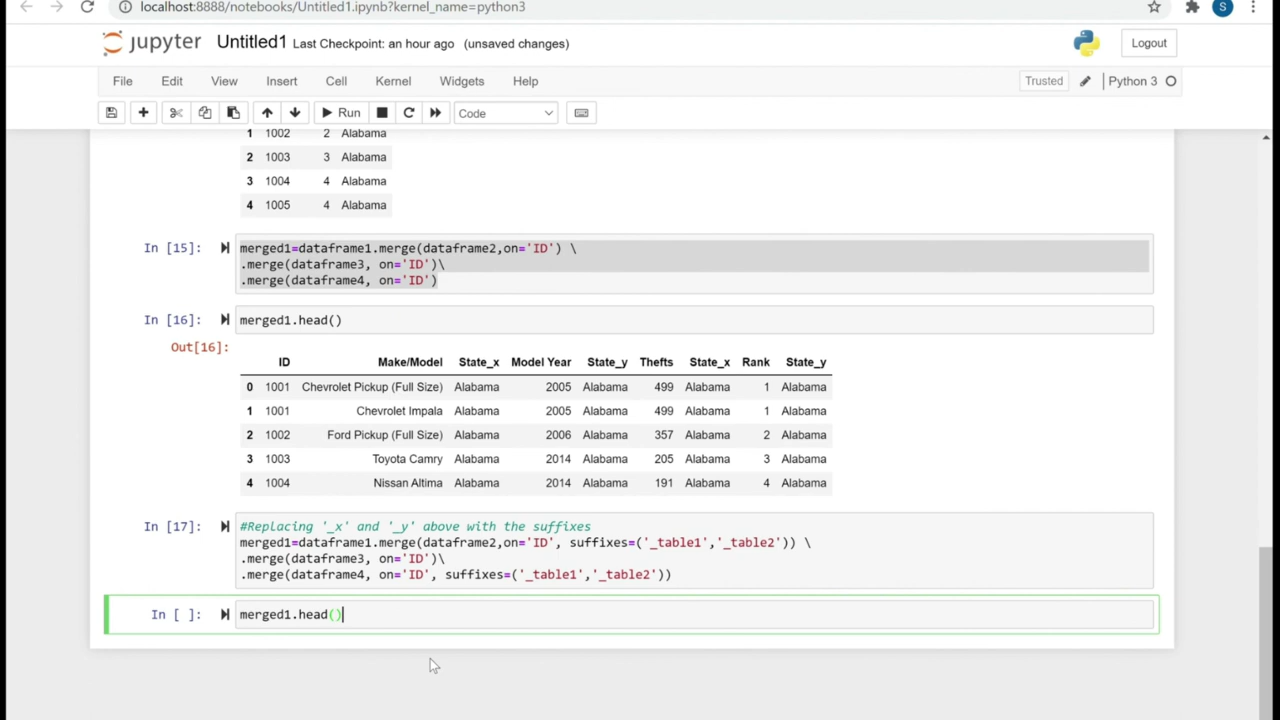 localhost:8888/notebooks/Untitled1.ipynb?kernel_name=python3
S
jupyter Untitled1 Last Checkpoint: an hour ago (unsaved changes)
Logout
File Edit View Insert Cell Kernel Widgets Help
Trusted Python 3
Run Code
1 1002 2 Alabama
2 1003 3 Alabama
3 1004 4 Alabama
4 1005 4 Alabama
In [15]: merged1=dataframe1.merge(dataframe2,on='ID') \
.merge(dataframe3, on='ID')\
.merge(dataframe4, on='ID')
In [16]: merged1.head()
Out[16]:
ID Make/Model State_x Model Year State_y Thefts State_x Rank State_y
0 1001 Chevrolet Pickup (Full Size) Alabama 2005 Alabama 499 Alabama 1 Alabama
1 1001 Chevrolet Impala Alabama 2005 Alabama 499 Alabama 1 Alabama
2 1002 Ford Pickup (Full Size) Alabama 2006 Alabama 357 Alabama 2 Alabama
3 1003 Toyota Camry Alabama 2014 Alabama 205 Alabama 3 Alabama
4 1004 Nissan Altima Alabama 2014 Alabama 191 Alabama 4 Alabama
In [17]: #Replacing '_x' and '_y' above with the suffixes
merged1=dataframe1.merge(dataframe2,on='ID', suffixes=('_table1','_table2')) \
.merge(dataframe3, on='ID')\
.merge(dataframe4, on='ID', suffixes=('_table1','_table2'))
In [ ]: merged1.head()